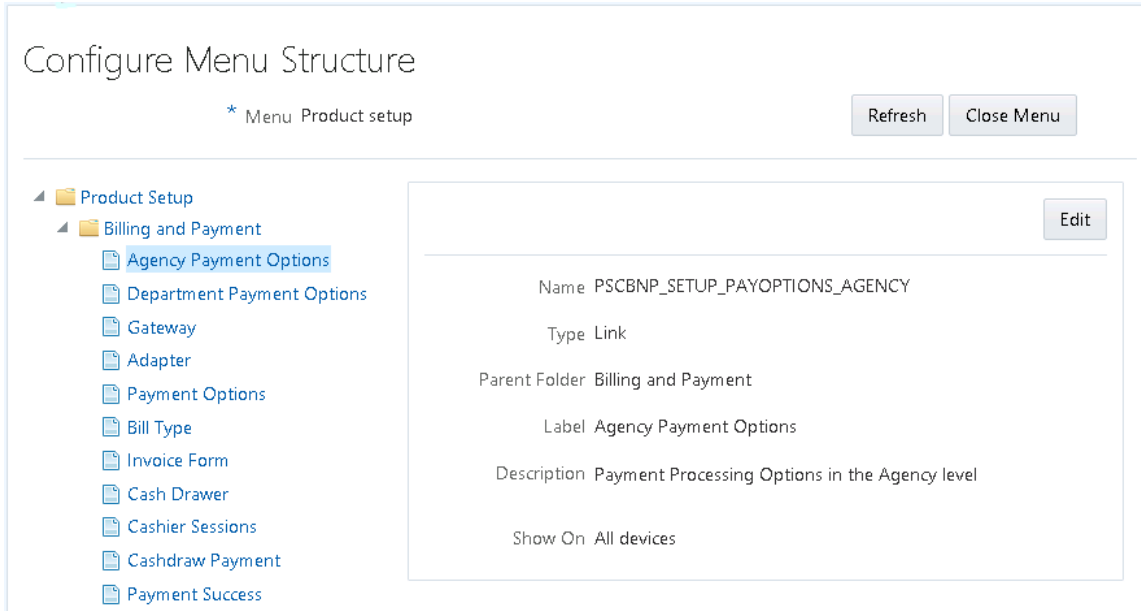 Configure Menu Structure
* Menu Product setup
Refresh Close Menu
Product Setup
Billing and Payment
Agency Payment Options
Department Payment Options
Gateway
Adapter
Payment Options
Bill Type
Invoice Form
Cash Drawer
Cashier Sessions
Cashdraw Payment
Payment Success
Edit
Name PSCBNP_SETUP_PAYOPTIONS_AGENCY
Type Link
Parent Folder Billing and Payment
Label Agency Payment Options
Description Payment Processing Options in the Agency level
Show On All devices